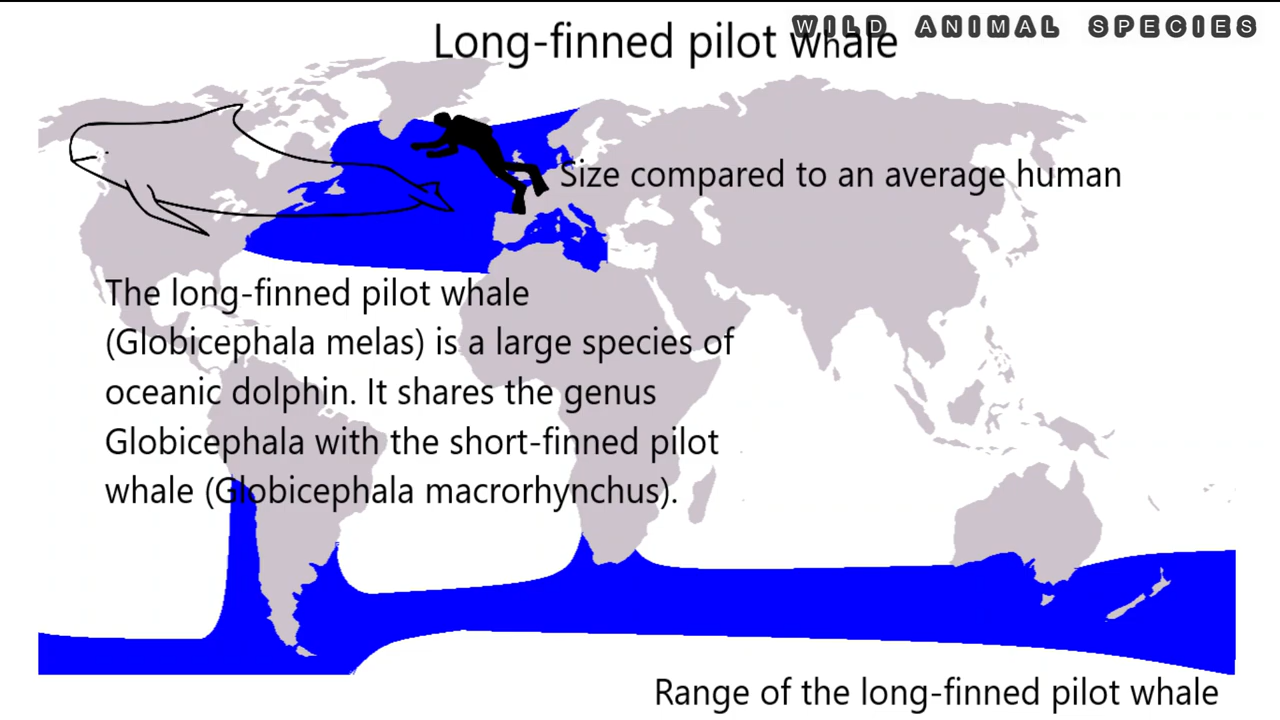 WILD ANIMAL SPECIES
Long-finned pilot whale
Size compared to an average human
The long-finned pilot whale
(Globicephala melas) is a large species of
oceanic dolphin. It shares the genus
Globicephala with the short-finned pilot
whale (Globicephala macrorhynchus).
Range of the long-finned pilot whale